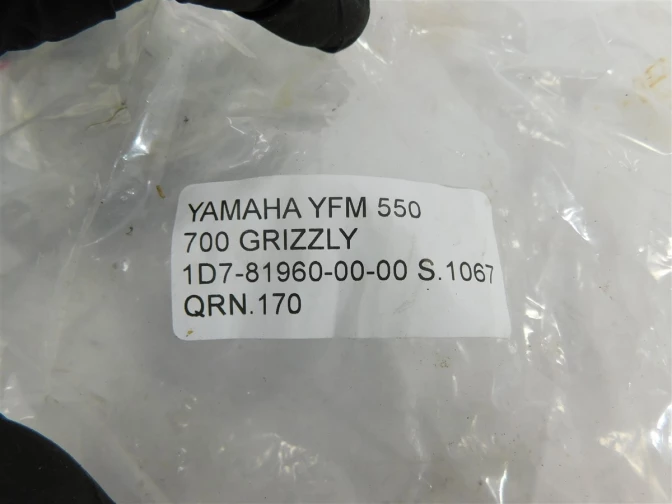 YAMAHA YFM 550
700 GRIZZLY
1D7-81960-00-00 S.1067
QRN.170